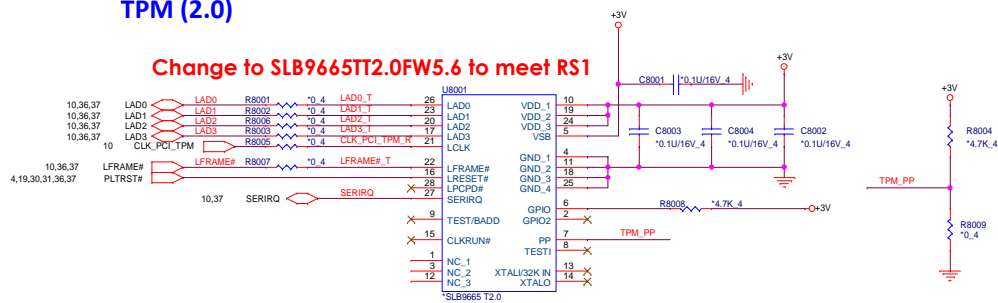 TPM (2.0)
Change to SLB9665TT2.0FW5.6 to meet RS1
+3V
+3V
+3V
C8001 *0.1U/16V_4
U8001
10,36,37 LAD0 LAD0 R8001 *0_4 LAD0_T 26 LAD0 VDD_1 10
10,36,37 LAD1 LAD1 R8002 *0_4 LAD1_T 23 LAD1 VDD_2 19
10,36,37 LAD2 LAD2 R8006 *0_4 LAD2_T 20 LAD2 VDD_3 24
10,36,37 LAD3 LAD3 R8003 *0_4 LAD3_T 17 LAD3 VSB 5
10 CLK_PCI_TPM R8005 *0_4 CLK_PCI_TPM_R 21 LCLK
C8003 C8004 C8002
*0.1U/16V_4 *0.1U/16V_4 *0.1U/16V_4
R8004
*4.7K_4
GND_1 4
10,36,37 LFRAME# LFRAME# R8007 *0_4 LFRAME#_T 22 LFRAME# GND_2 11
4,19,30,31,36,37 PLTRST# 16 LRESET# GND_3 18
28 LPCPD# GND_4 25
10,37 SERIRQ SERIRQ 27 SERIRQ
TPM_PP
GPIO 6 R8008 *4.7K_4 +3V
9 TEST/BADD GPIO2 2
R8009
*0_4
15 CLKRUN# PP 7 TPM_PP
TESTI 8
1 NC_1
3 NC_2 XTALI/32K IN 13
12 NC_3 XTALO 14
*SLB9665 T2.0